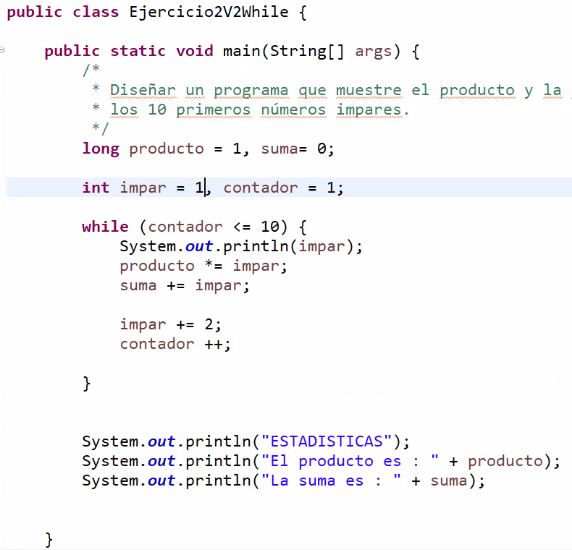 public class Ejercicio2V2While {
public static void main(String[] args) {
/*
* Diseñar un programa que muestre el producto y la
* los 10 primeros números impares.
*/
long producto = 1, suma= 0;
int impar = 1, contador = 1;
while (contador <= 10) {
System.out.println(impar);
producto *= impar;
suma += impar;
impar += 2;
contador ++;
}
System.out.println("ESTADISTICAS");
System.out.println("El producto es : " + producto);
System.out.println("La suma es : " + suma);
}